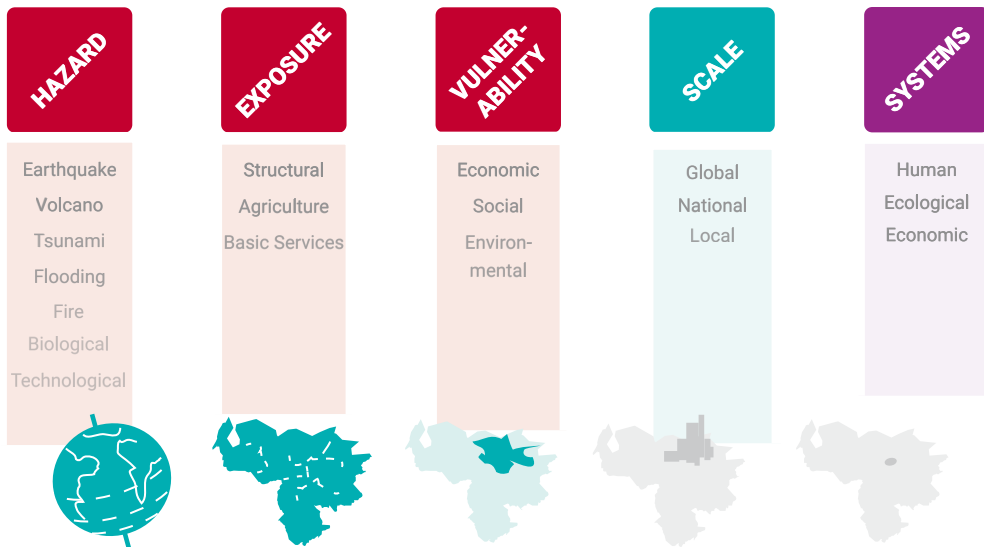 HAZARD
Earthquake
Volcano
Tsunami
Flooding
Fire
Biological
Technological
EXPOSURE
Structural
Agriculture
Basic Services
VULNER-
ABILITY
Economic
Social
Environ-
mental
SCALE
Global
National
Local
SYSTEMS
Human
Ecological
Economic